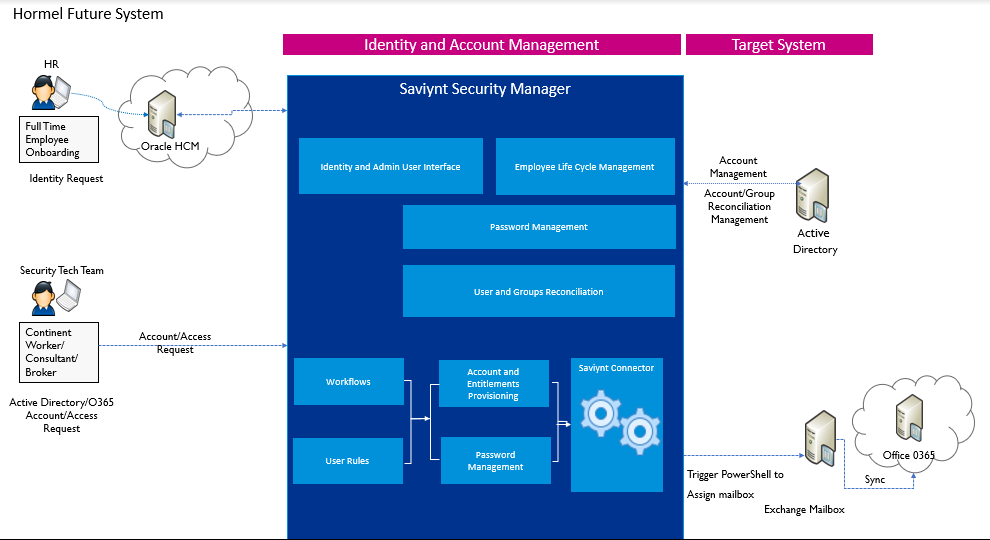 Hormel Future System
Identity and Account Management
Target System
HR
Full Time
Employee
Onboarding
Identity Request
Oracle HCM
Saviynt Security Manager
Identity and Admin User Interface
Employee Life Cycle Management
Password Management
User and Groups Reconciliation
Account
Management
Account/Group
Reconciliation
Management
Active
Directory
Security Tech Team
Continent
Worker/
Consultant/
Broker
Active Directory/O365
Account/Access
Request
Account/Access
Request
Workflows
User Rules
Account and
Entitlements
Provisioning
Password
Management
Saviynt Connector
Trigger PowerShell to
Assign mailbox
Exchange Mailbox
Sync
Office 0365